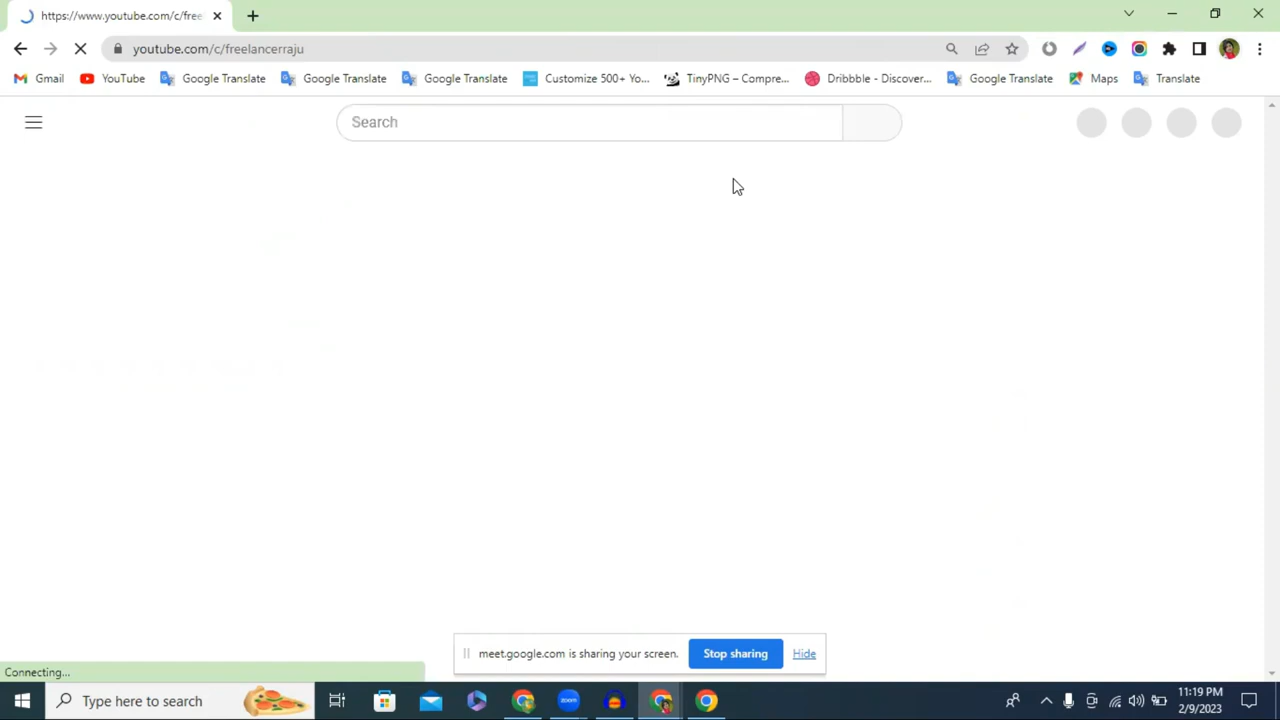 https://www.youtube.com/c/free
youtube.com/c/freelancerraju
Gmail YouTube Google Translate Google Translate Google Translate Customize 500+ Yo... TinyPNG – Compre... Dribbble - Discover... Google Translate Maps Translate
Search
meet.google.com is sharing your screen. Stop sharing Hide
Connecting...
Type here to search zoom 11:19 PM
2/9/2023